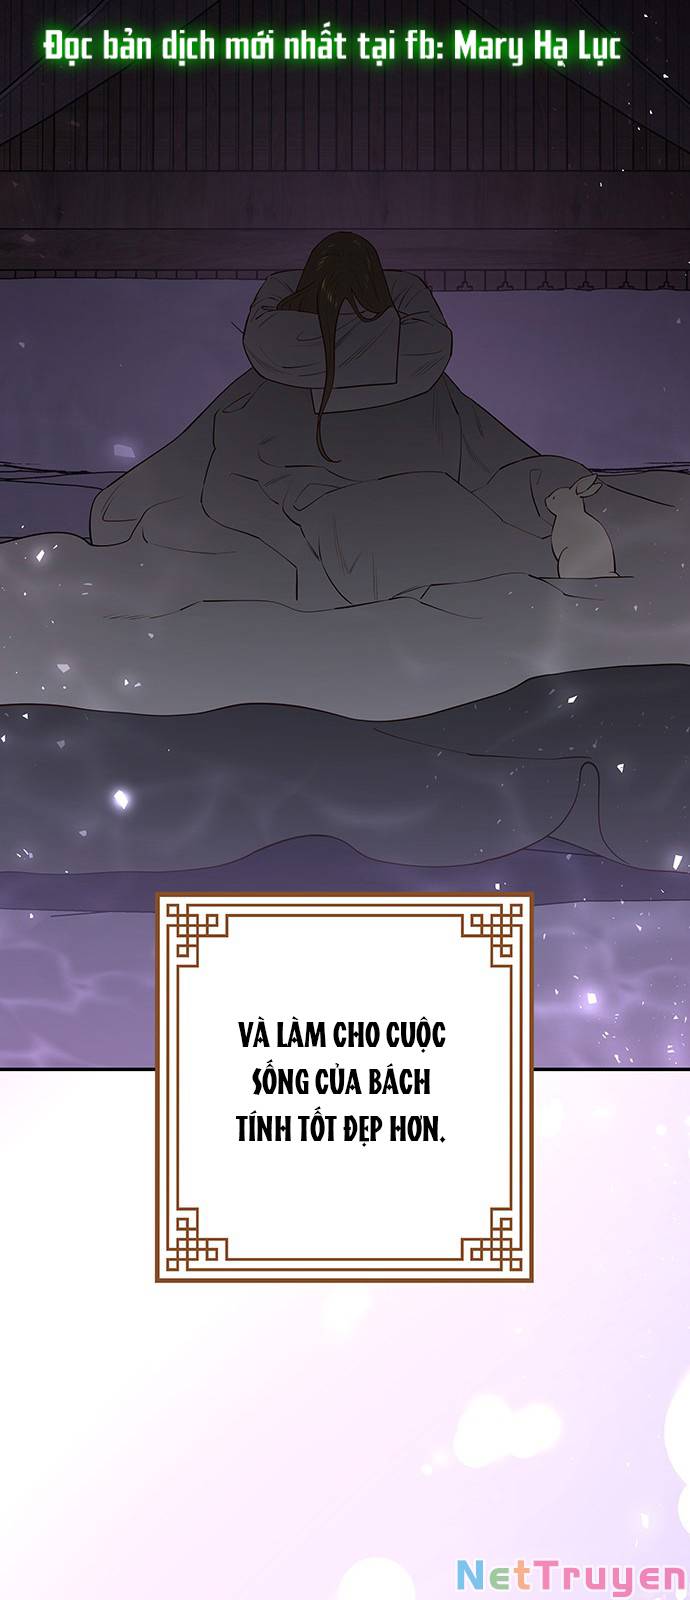 Đọc bản dịch mới nhất tại fb: Mary Hạ Lục
VÀ LÀM CHO CUỘC
SỐNG CỦA BÁCH
TÍNH TỐT ĐẸP HƠN.
NetTruyen